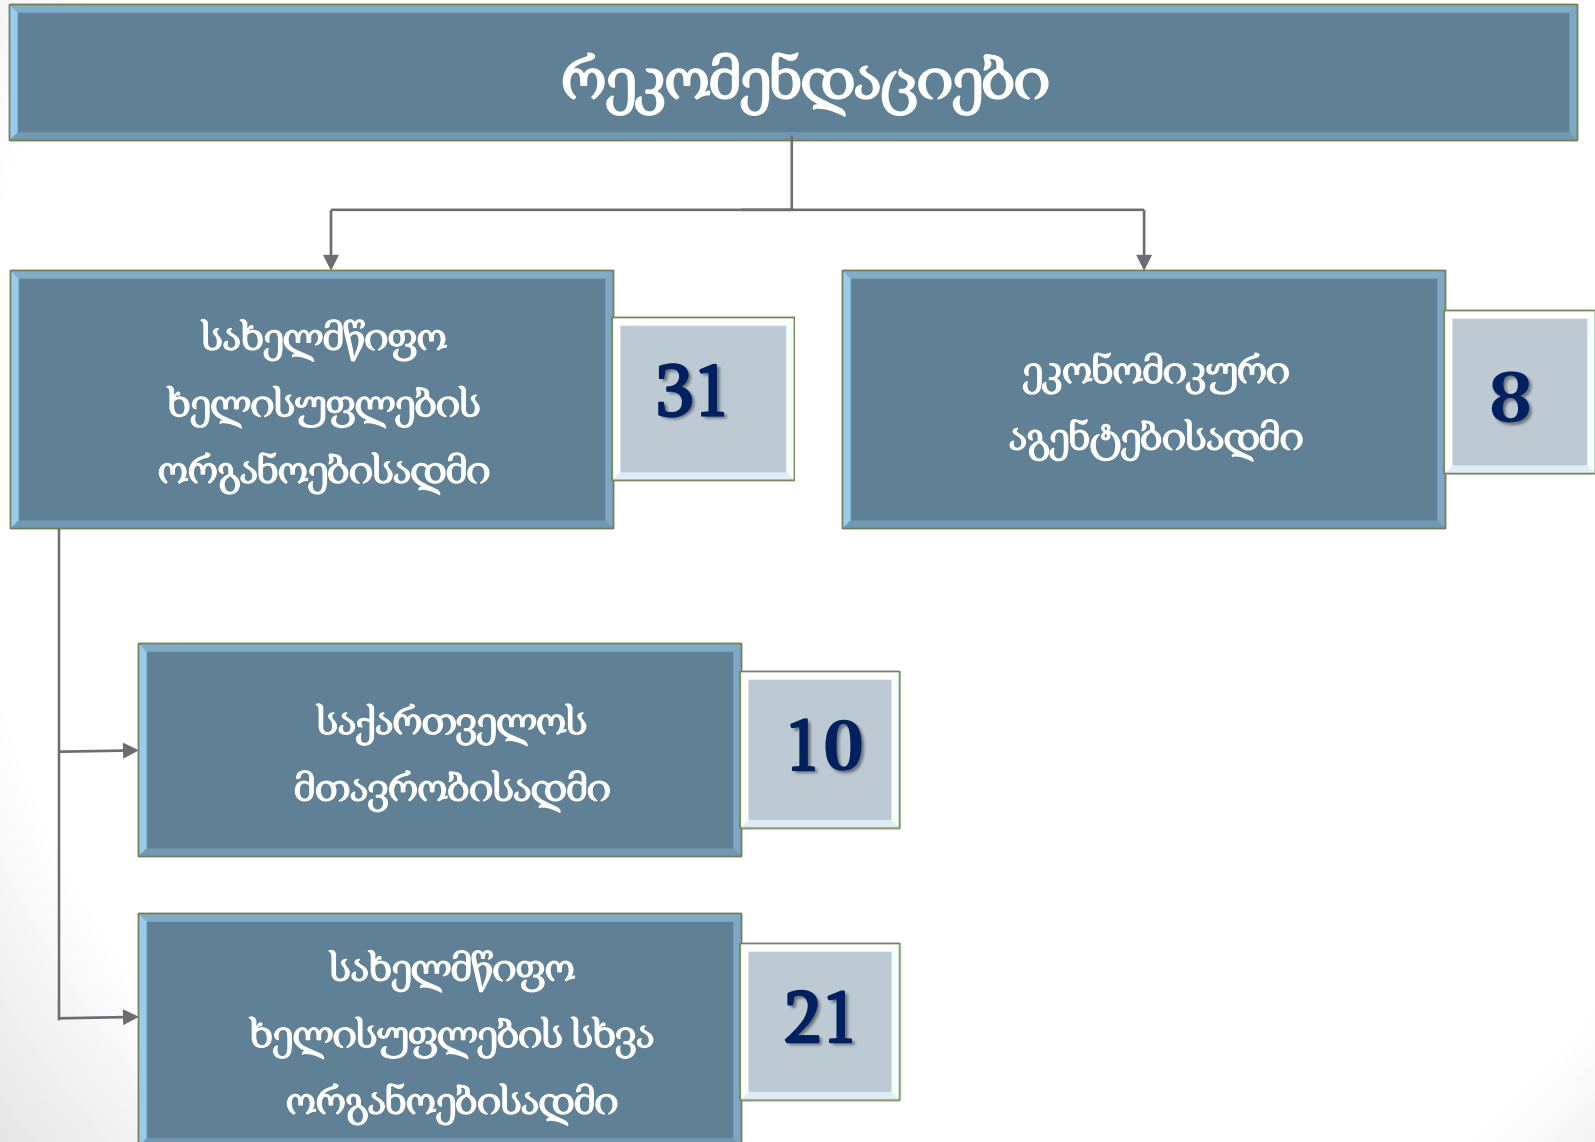 რეკომენდაციები
სახელმწიფო
ხელისუფლების
ორგანოებისადმი
31
ეკონომიკური
აგენტებისადმი
8
საქართველოს
მთავრობისადმი
10
სახელმწიფო
ხელისუფლების სხვა
ორგანოებისადმი
21